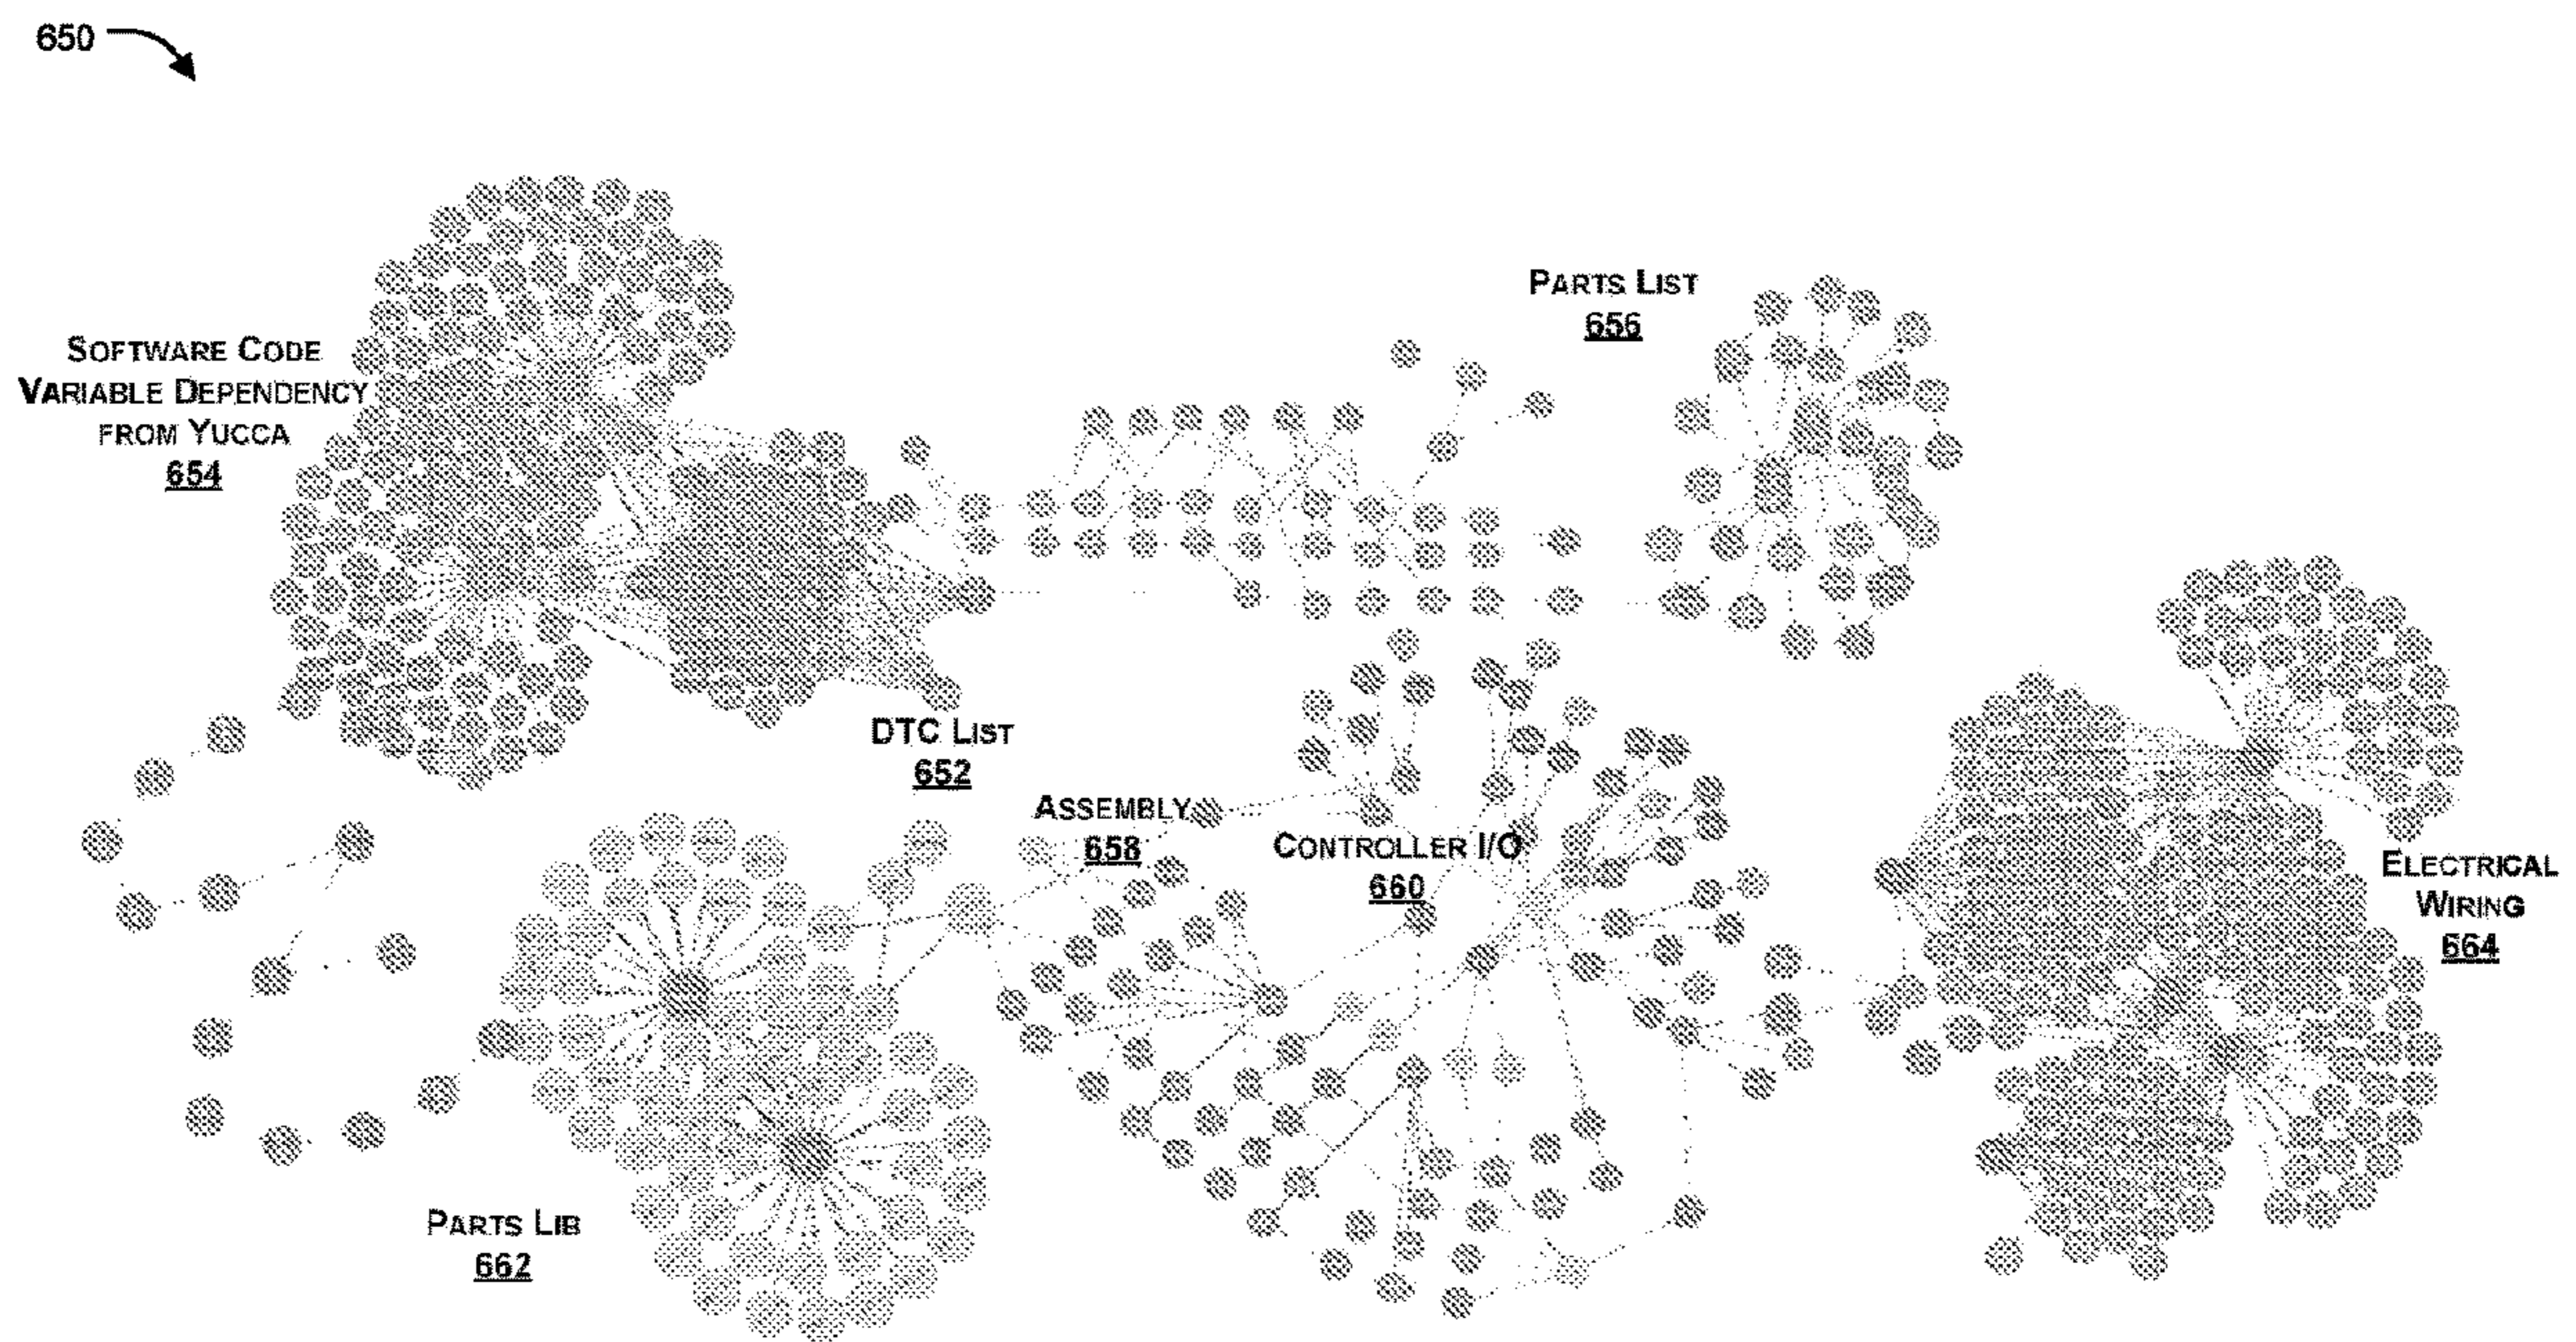 650
PARTS LIST
656
SOFTWARE CODE
VARIABLE DEPENDENCY
FROM YUCCA
654
DTC LIST
652
ASSEMBLY
658
CONTROLLER I/O
660
ELECTRICAL
WIRING
664
PARTS LIB
662